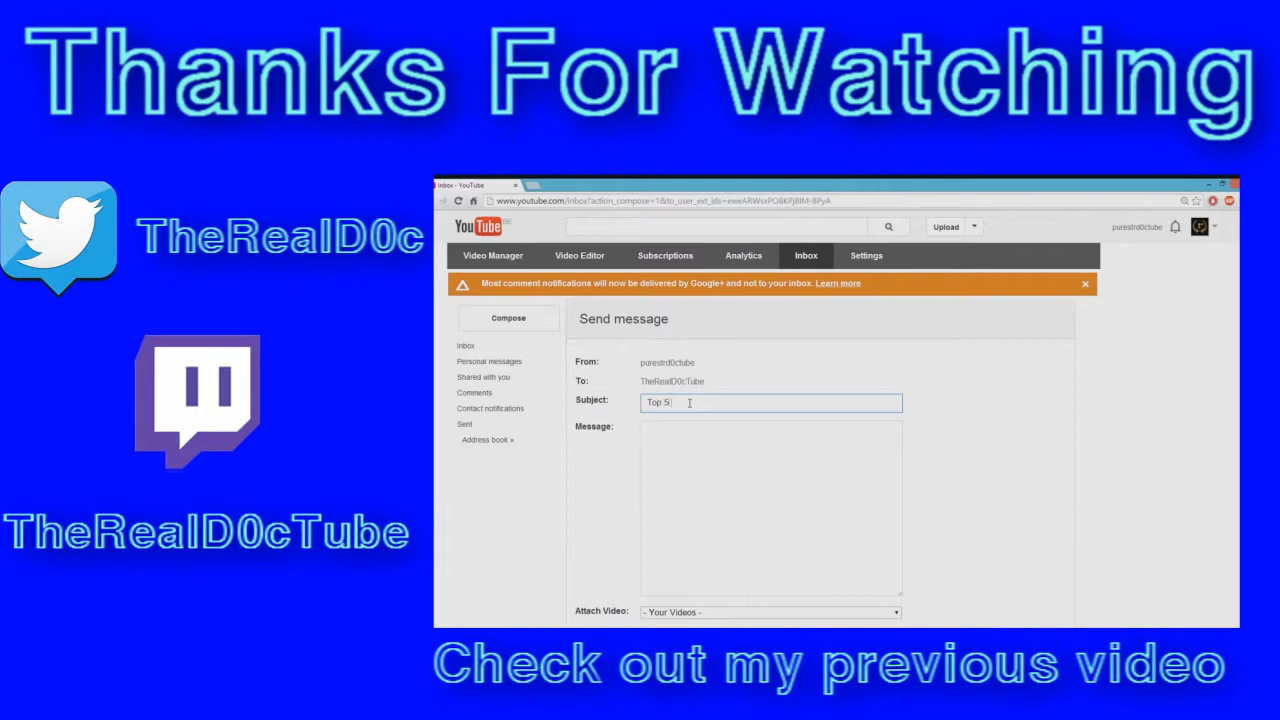 Thanks For Watching
TheRealD0c
TheRealD0cTube
Inbox - YouTube
www.youtube.com/inbox?action_compose=1&to_user_ext_ids=
YouTube BE
Upload
purestrd0ctube
Video Manager Video Editor Subscriptions Analytics Inbox Settings
Most comment notifications will now be delivered by Google+ and not to your inbox. Learn more
Compose
Send message
Inbox
Personal messages
Shared with you
Comments
Contact notifications
Sent
Address book »
From: purestrd0ctube
To: TheRealD0cTube
Subject: Top 5
Message:
Attach Video: - Your Videos -
Check out my previous video